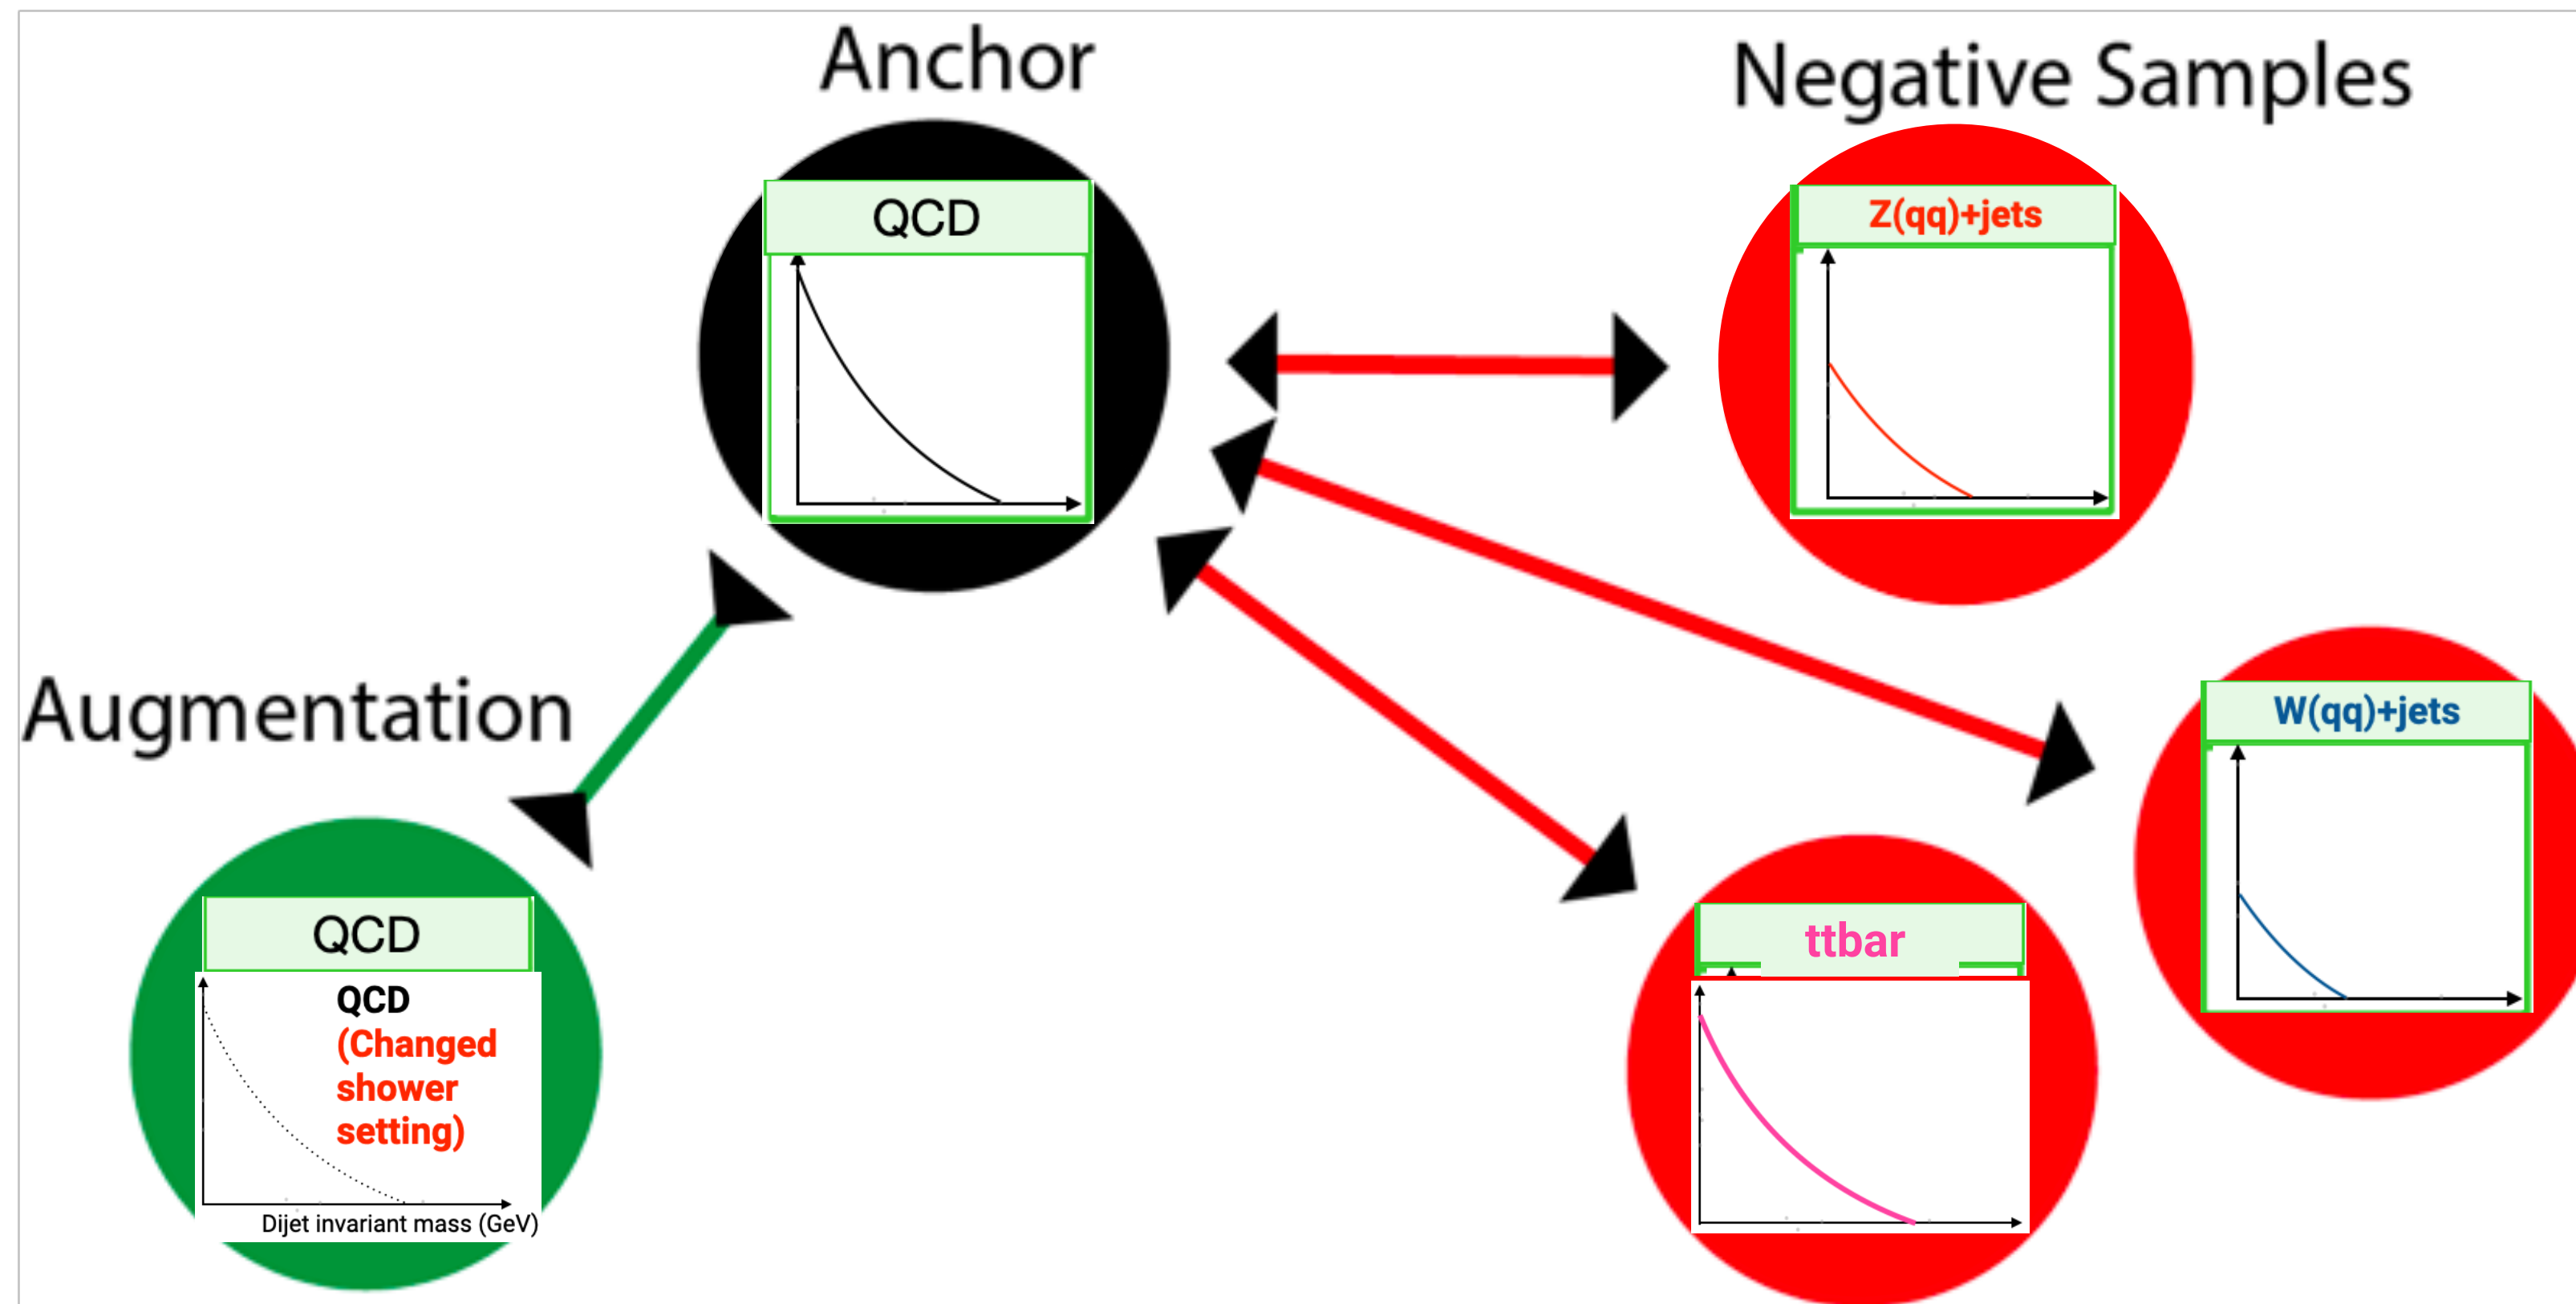 Anchor
Negative Samples
QCD
Z(qq)+jets
Augmentation
W(qq)+jets
QCD
QCD
(Changed
shower
setting)
Dijet invariant mass (GeV)
ttbar